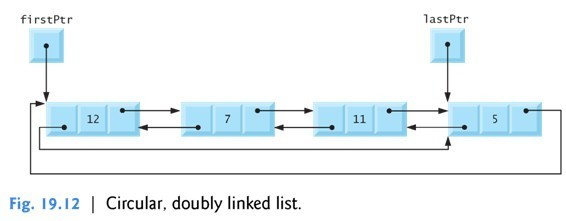 firstPtr lastPtr
12 7 11 5
Fig. 19.12 | Circular, doubly linked list.